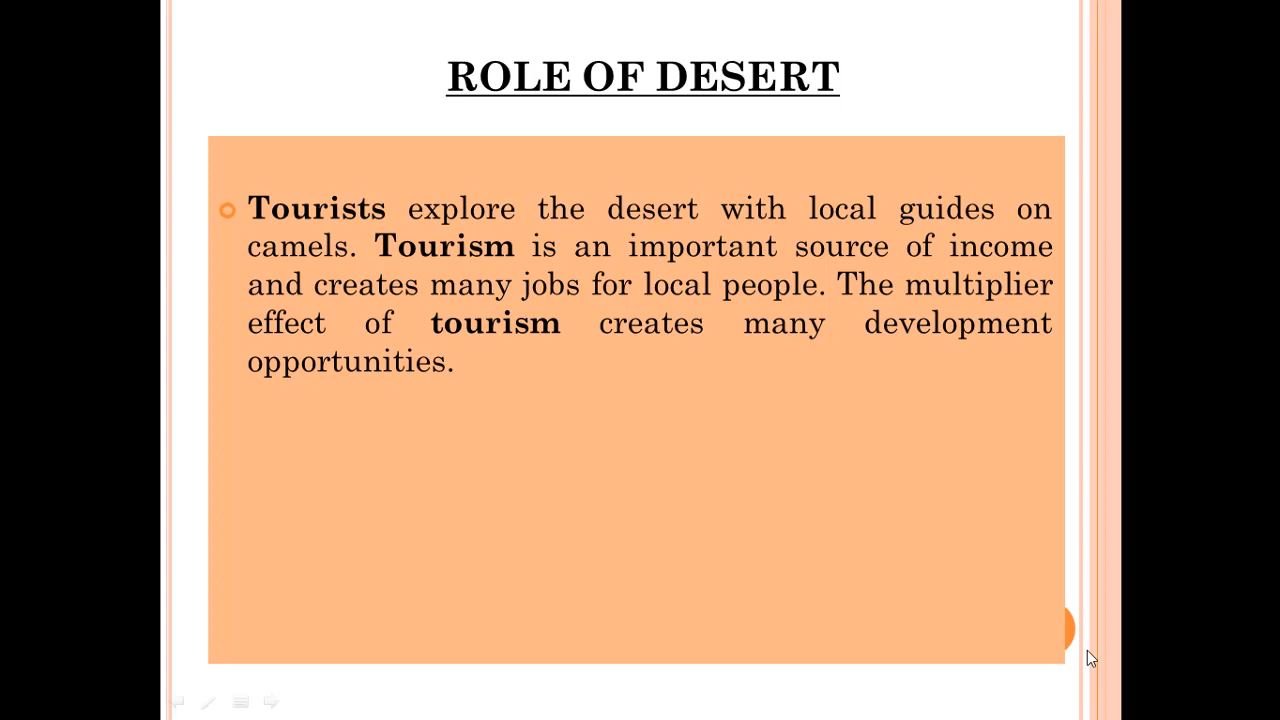 ROLE OF DESERT
Tourists explore the desert with local guides on
camels. Tourism is an important source of income
and creates many jobs for local people. The multiplier
effect of tourism creates many development
opportunities.